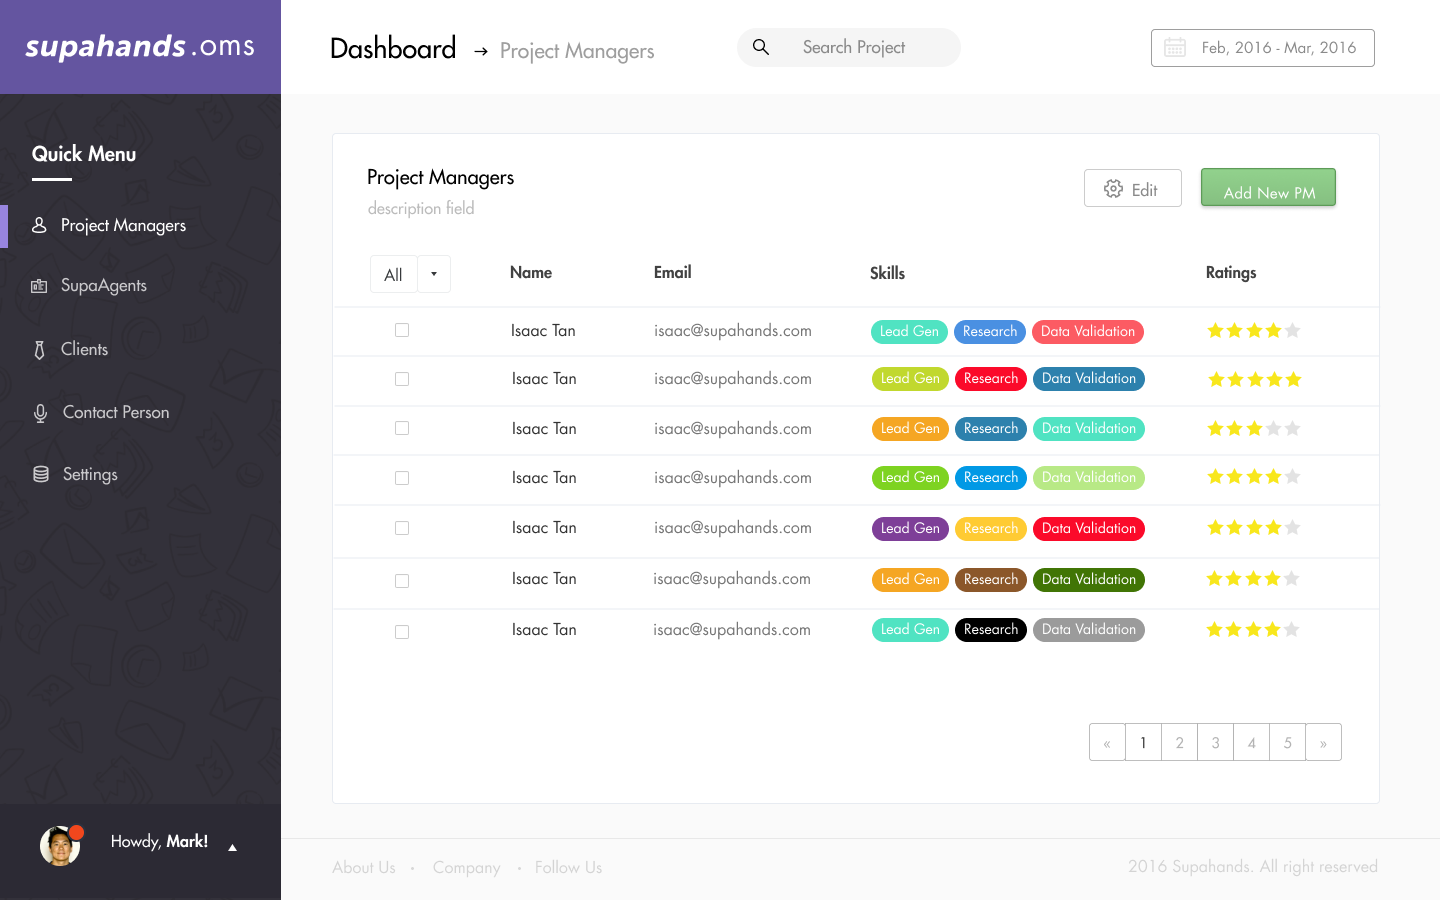 supahands.oms
Dashboard → Project Managers
Search Project
Feb, 2016 - Mar, 2016
Quick Menu
Project Managers
SupaAgents
Clients
Contact Person
Settings
Howdy, Mark!
Project Managers
description field
Edit
Add New PM
All Name Email Skills Ratings
Isaac Tan isaac@supahands.com Lead Gen Research Data Validation
Isaac Tan isaac@supahands.com Lead Gen Research Data Validation
Isaac Tan isaac@supahands.com Lead Gen Research Data Validation
Isaac Tan isaac@supahands.com Lead Gen Research Data Validation
Isaac Tan isaac@supahands.com Lead Gen Research Data Validation
Isaac Tan isaac@supahands.com Lead Gen Research Data Validation
Isaac Tan isaac@supahands.com Lead Gen Research Data Validation
« 1 2 3 4 5 »
About Us • Company • Follow Us
2016 Supahands. All right reserved